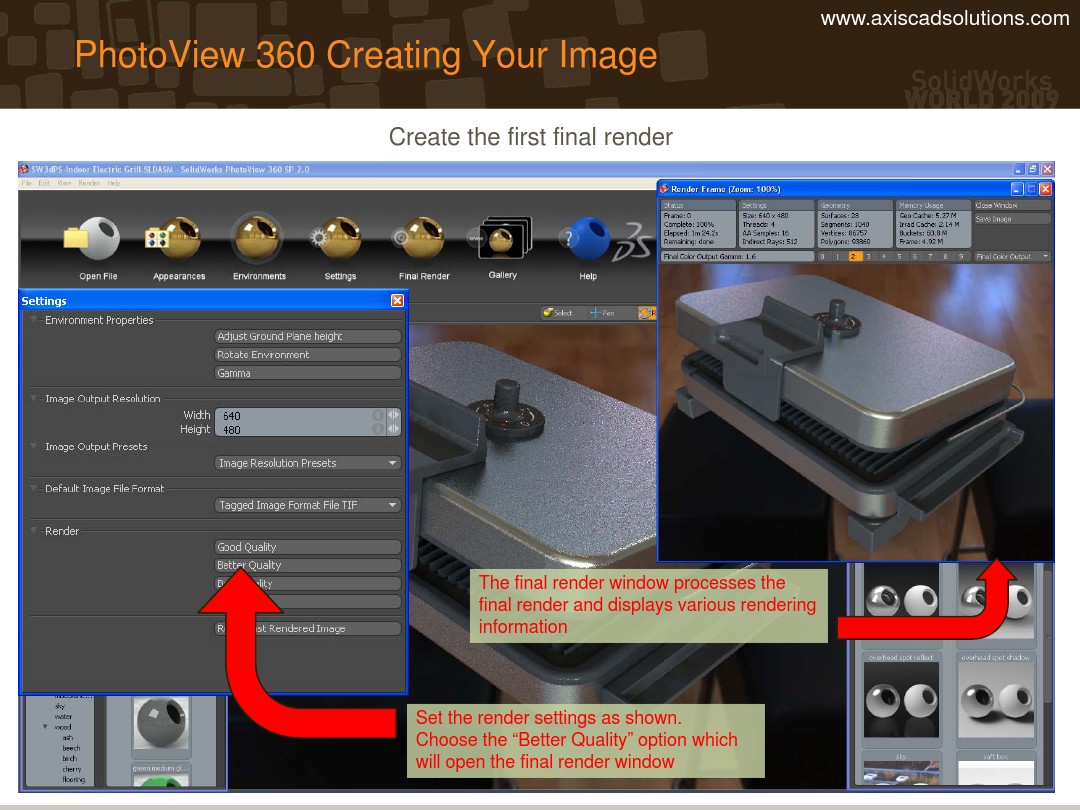 www.axiscadsolutions.com
PhotoView 360 Creating Your Image
SolidWorks
WORLD 2009
Create the first final render
SW3dPS-Indoor Electric Grill.SLDASM - SolidWorks PhotoView 360 SP 2.0
File Edit View Render Help
Open File
Appearances
Environments
Settings
Final Render
Gallery
Help
www
Select
Pan
Render Frame (Zoom: 100%)
Status
Frame: 0
Complete: 100%
Elapsed: 1m 24.2s
Remaining: done
Settings
Size: 640 x 480
Threads: 4
AA Samples: 16
Indirect Rays: 512
Geometry
Surfaces: 28
Segments: 1040
Polygons: 93860
Memory Usage
Geo Cache: 5.27 M
Irrad Cache: 2.14 M
Buckets: 60.8 M
Frame: 4.92 M
Close Window
Save Image
Final Color Output Gamma: 1.6
0 1 2 3 4 5 6 7 8 9
Final Color Output
Settings
Environment Properties
Adjust Ground Plane height
Rotate Environment
Gamma
Image Output Resolution
Width 640
Height 480
Image Output Presets
Image Resolution Presets
Default Image File Format
Tagged Image Format File TIF
Render
Good Quality
Better Quality
Rendered Image
The final render window processes the
final render and displays various rendering
information
Set the render settings as shown.
Choose the “Better Quality” option which
will open the final render window
sky
water
wood
ash
beech
birch
cherry
flooring
green medium gl...
overhead spot reflect
overhead spot shadow
sky
soft box